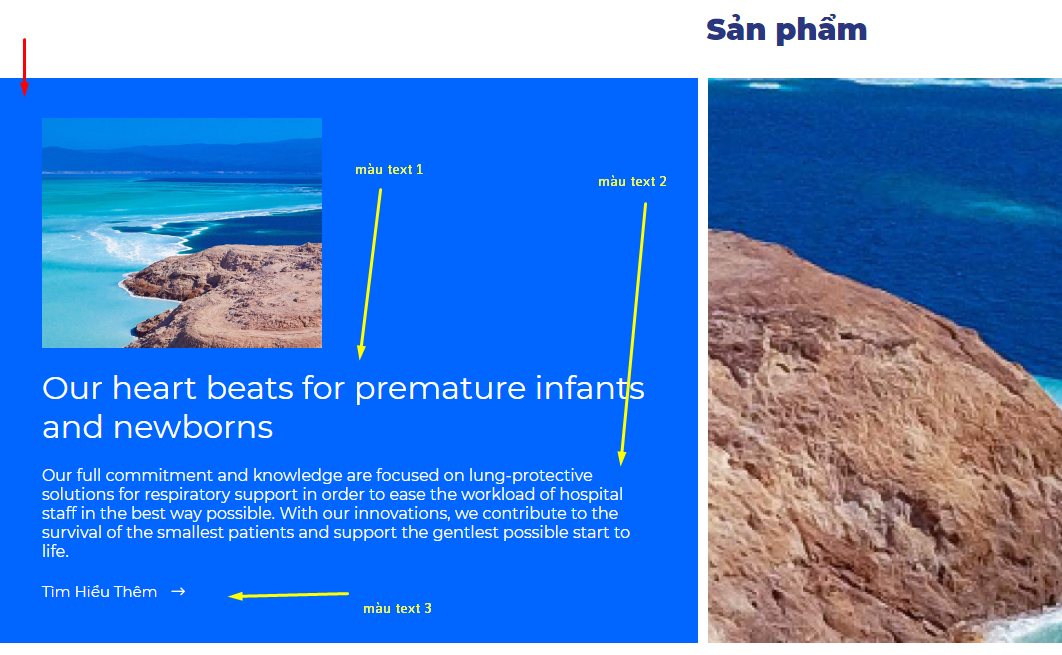 Sản phẩm
màu text 1
màu text 2
Our heart beats for premature infants
and newborns
Our full commitment and knowledge are focused on lung-protective
solutions for respiratory support in order to ease the workload of hospital
staff in the best way possible. With our innovations, we contribute to the
survival of the smallest patients and support the gentlest possible start to
life.
Tìm Hiểu Thêm →
màu text 3